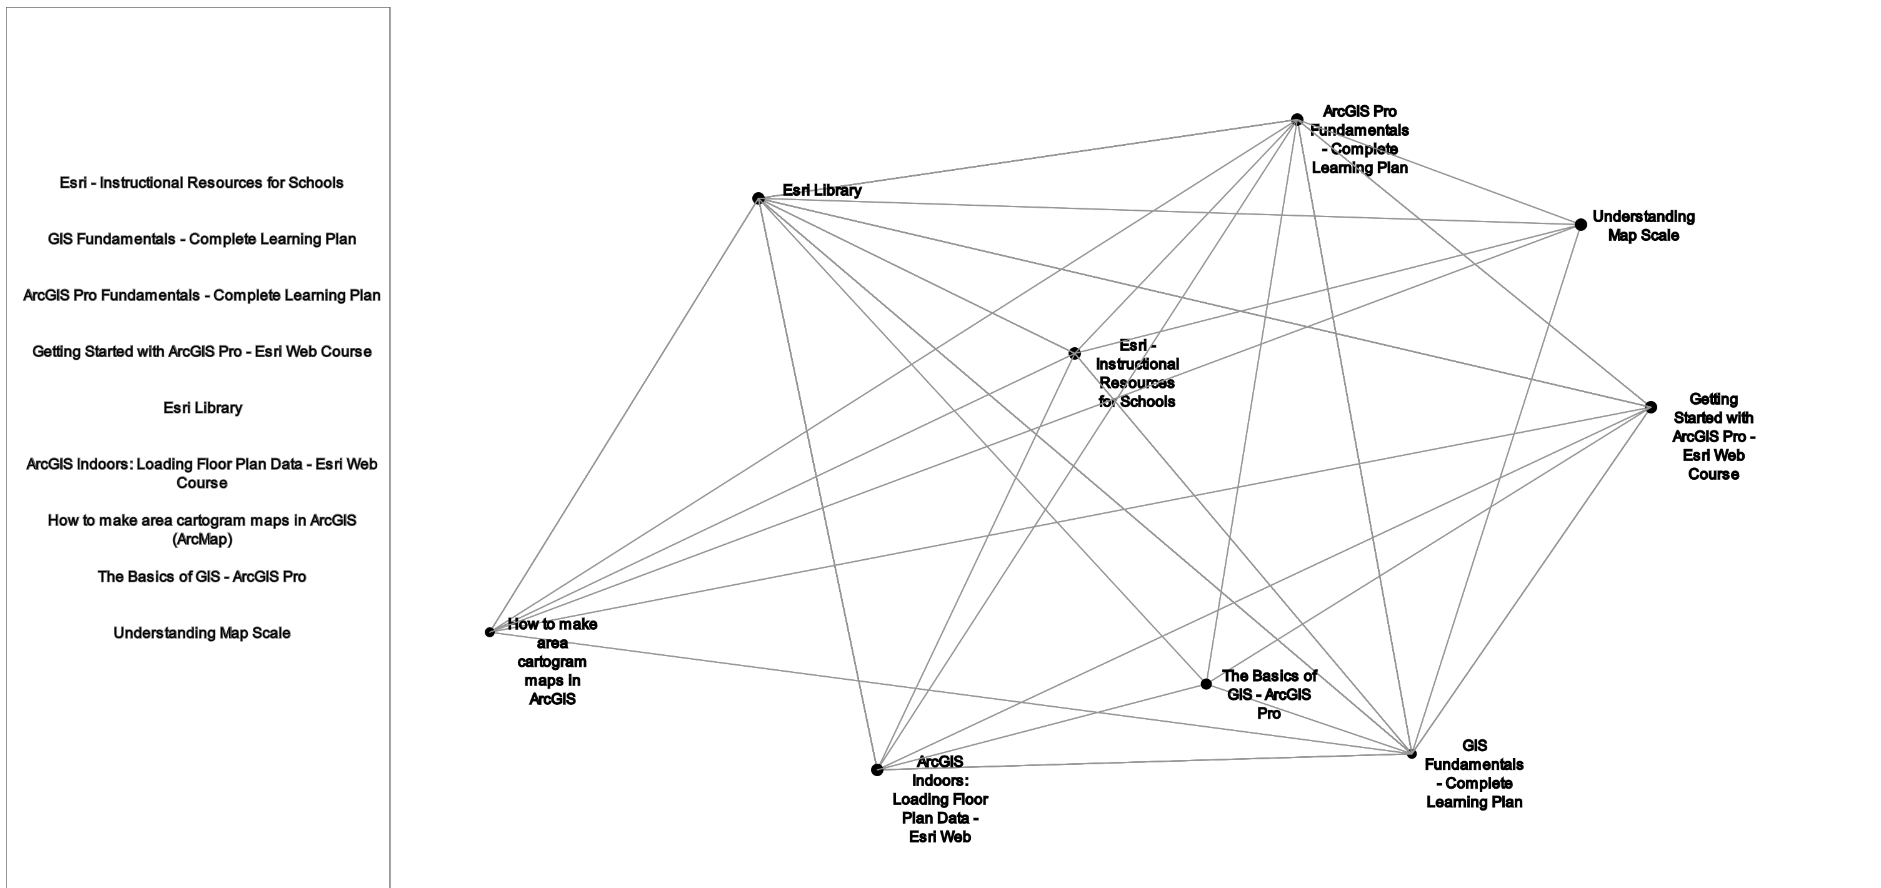 Esri - Instructional Resources for Schools
GIS Fundamentals - Complete Learning Plan
ArcGIS Pro Fundamentals - Complete Learning Plan
Getting Started with ArcGIS Pro - Esri Web Course
Esri Library
ArcGIS Indoors: Loading Floor Plan Data - Esri Web
Course
How to make area cartogram maps in ArcGIS
(ArcMap)
The Basics of GIS - ArcGIS Pro
Understanding Map Scale
ArcGIS Pro
Fundamentals
- Complete
Learning Plan
Esri Library
Understanding
Map Scale
Esri -
Instructional
Resources
for Schools
Getting
Started with
ArcGIS Pro -
Esri Web
Course
How to make
area
cartogram
maps in
ArcGIS
The Basics of
GIS - ArcGIS
Pro
GIS
Fundamentals
- Complete
Learning Plan
ArcGIS
Indoors:
Loading Floor
Plan Data -
Esri Web